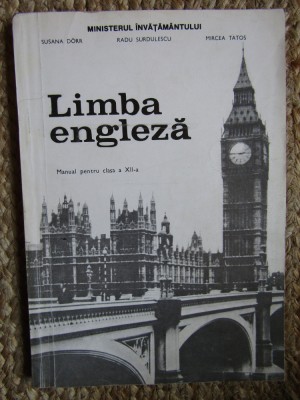 MINISTERUL ÎNVĂȚĂMÂNTULUI
SUSANA DÖRR RADU SURDULESCU MIRCEA TATOS
Limba
engleză
Manual pentru clasa a XII-a